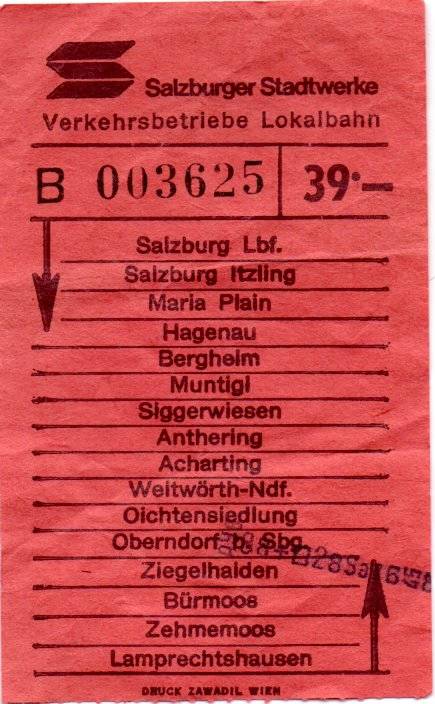 Salzburger Stadtwerke
Verkehrsbetriebe Lokalbahn
B 003625 39·—
Salzburg Lbf.
Salzburg Itzling
Maria Plain
Hagenau
Bergheim
Muntigl
Siggerwiesen
Anthering
Acharting
Weitwörth-Ndf.
Oichtensiedlung
Oberndorf b. Sbg.
Ziegelhaiden
Bürmoos
Zehmemoos
Lamprechtshausen
DRUCK ZAWADIL WIEN